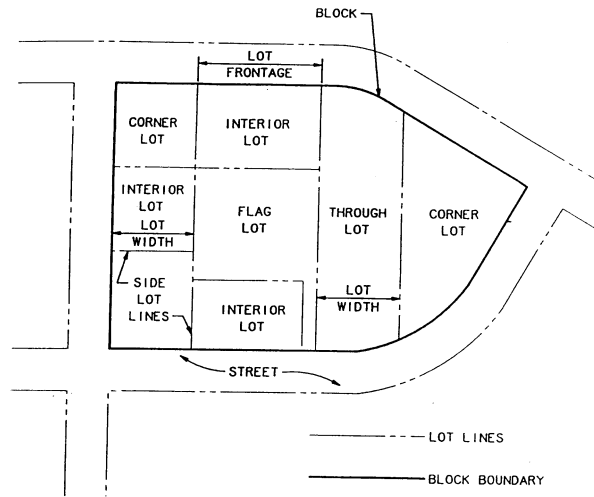 BLOCK
LOT
FRONTAGE
CORNER
LOT
INTERIOR
LOT
INTERIOR
LOT
LOT
WIDTH
FLAG
LOT
THROUGH
LOT
CORNER
LOT
SIDE
LOT
LINES
INTERIOR
LOT
LOT
WIDTH
STREET
LOT LINES
BLOCK BOUNDARY